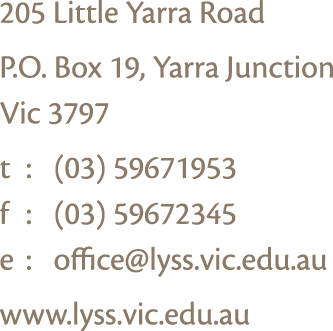 205 Little Yarra Road
P.O. Box 19, Yarra Junction
Vic 3797
t : (03) 59671953
f : (03) 59672345
e : office@lyss.vic.edu.au
www.lyss.vic.edu.au